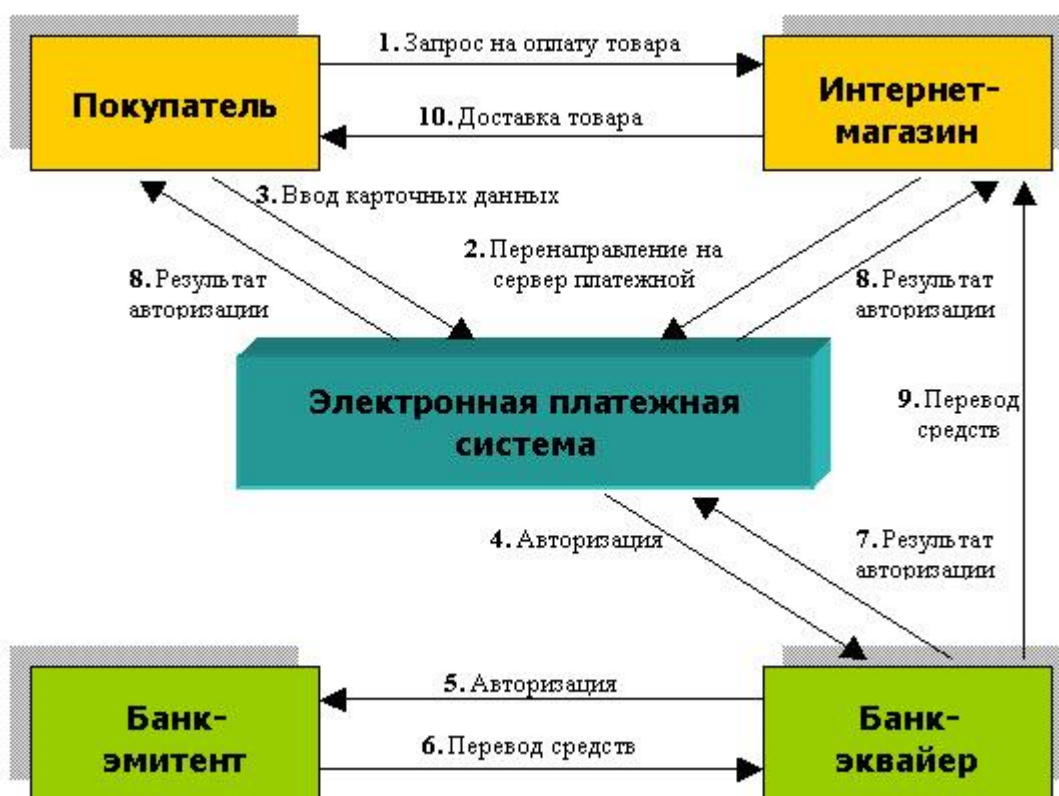 1. Запрос на оплату товара
Покупатель
Интернет-
магазин
10. Доставка товара
3. Ввод карточных данных
2. Перенаправление на
сервер платежной
8. Результат
авторизации
8. Результат
авторизации
Электронная платежная
система
9. Перевод
средств
4. Авторизация
7. Результат
авторизации
5. Авторизация
Банк-
эмитент
6. Перевод средств
Банк-
эквайер